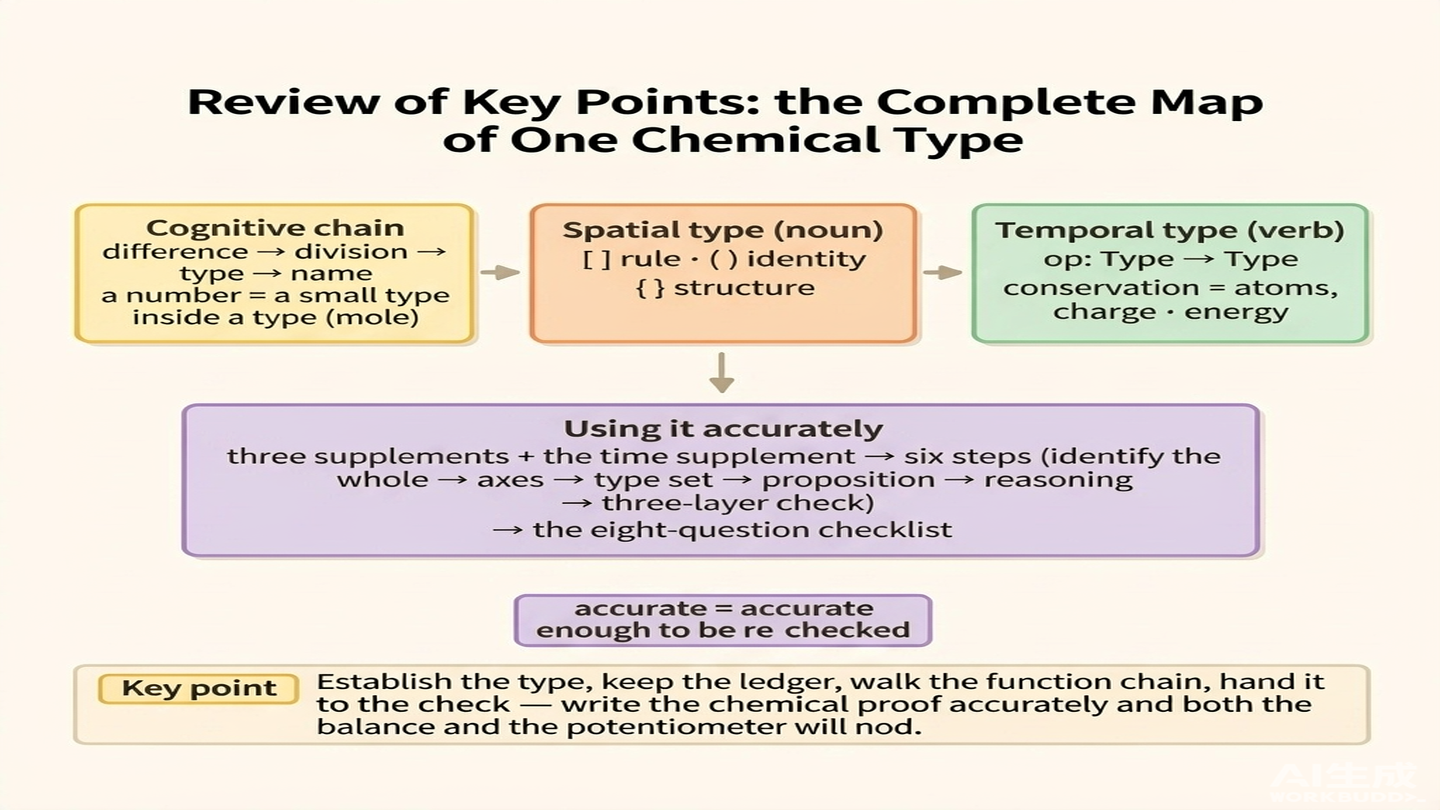 Review of Key Points: the Complete Map
of One Chemical Type
Cognitive chain
difference → division →
type → name
a number = a small type
inside a type (mole)
Spatial type (noun)
[ ] rule · ( ) identity
{ } structure
Temporal type (verb)
op: Type → Type
conservation = atoms,
charge · energy
Using it accurately
three supplements + the time supplement → six steps (identify the
whole → axes → type set → proposition → reasoning
→ three-layer check)
→ the eight-question checklist
accurate = accurate
enough to be re checked
Key point
Establish the type, keep the ledger, walk the function chain, hand it
to the check — write the chemical proof accurately and both the
balance and the potentiometer will nod.
AI生成